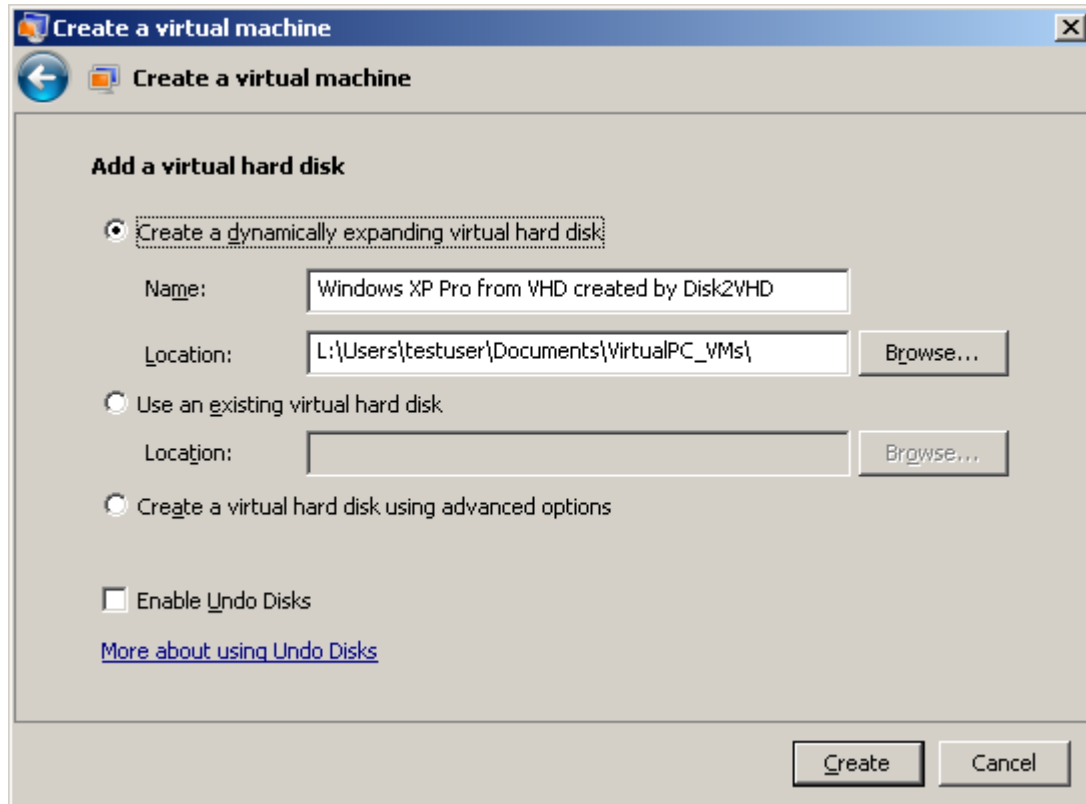 Create a virtual machine
Create a virtual machine
Add a virtual hard disk
Create a dynamically expanding virtual hard disk
Name: Windows XP Pro from VHD created by Disk2VHD
Location: L:\Users\testuser\Documents\VirtualPC_VMs\ Browse...
Use an existing virtual hard disk
Location: Browse...
Create a virtual hard disk using advanced options
Enable Undo Disks
More about using Undo Disks
Create Cancel